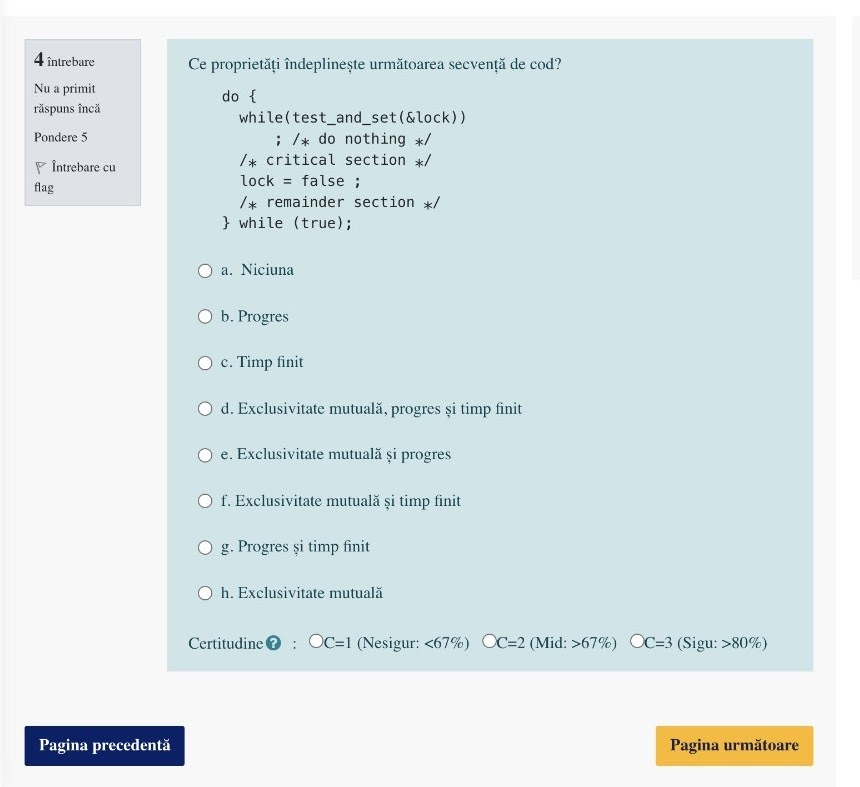 4 întrebare
Nu a primit
răspuns încă
Pondere 5
Întrebare cu
flag
Ce proprietăți îndeplinește următoarea secvență de cod?
do {
while(test_and_set(&lock))
; /* do nothing */
/* critical section */
lock = false ;
/* remainder section */
} while (true);
a. Niciuna
b. Progres
c. Timp finit
d. Exclusivitate mutuală, progres și timp finit
e. Exclusivitate mutuală și progres
f. Exclusivitate mutuală și timp finit
g. Progres și timp finit
h. Exclusivitate mutuală
Certitudine ? : C=1 (Nesigur: <67%) C=2 (Mid: >67%) C=3 (Sigu: >80%)
Pagina precedentă
Pagina următoare